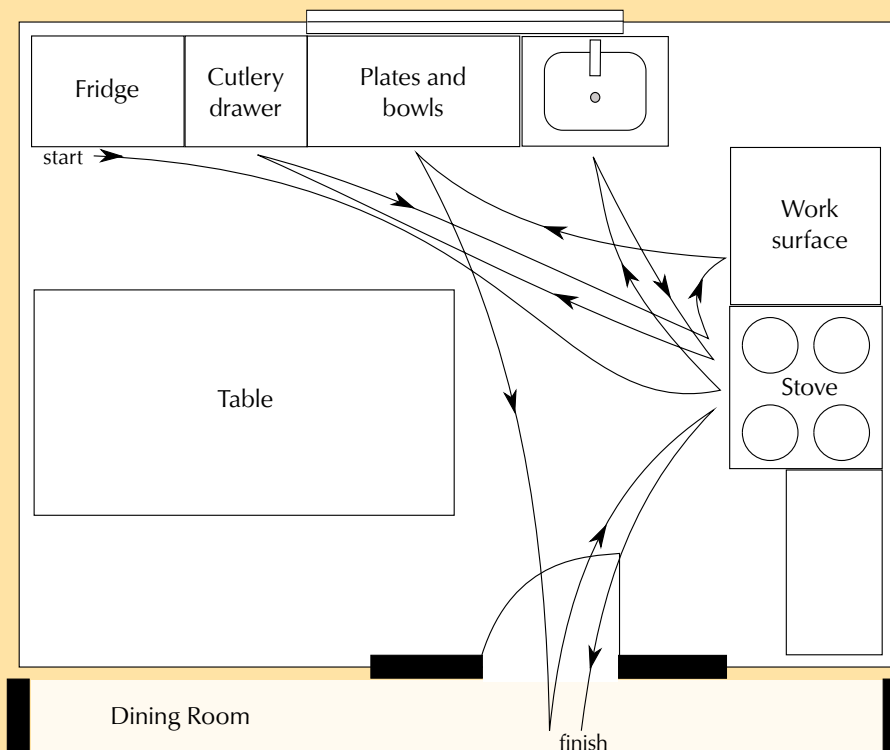 Fridge
Cutlery
drawer
Plates and
bowls
start
Work
surface
Table
Stove
Dining Room
finish